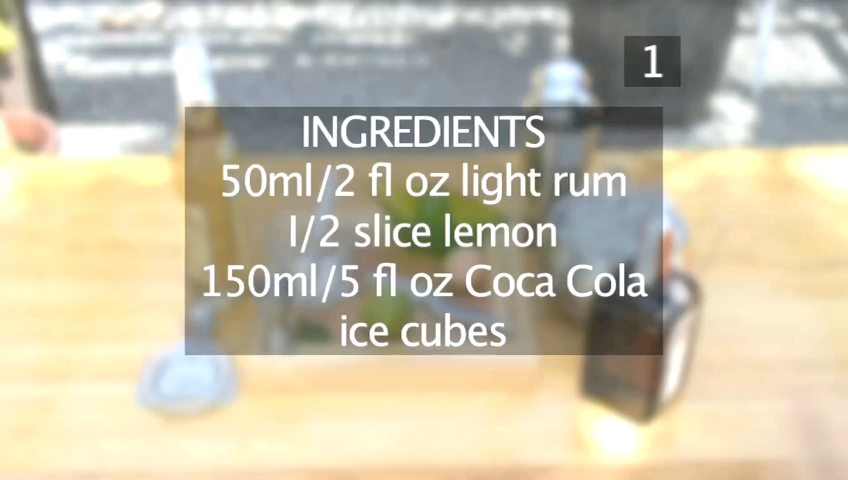 1
INGREDIENTS
50ml/2 fl oz light rum
1/2 slice lemon
150ml/5 fl oz Coca Cola
ice cubes